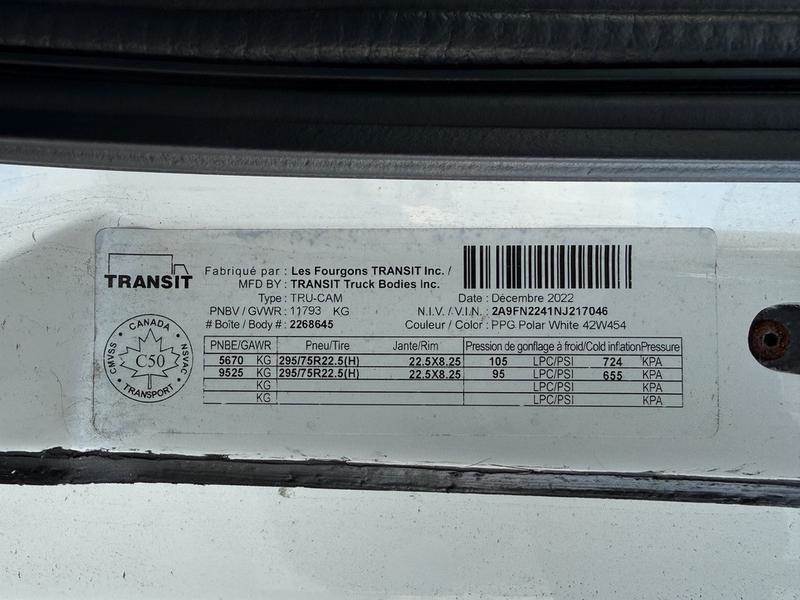 TRANSIT
Fabriqué par : Les Fourgons TRANSIT Inc. /
MFD BY : TRANSIT Truck Bodies Inc.
Type : TRU-CAM Date : Décembre 2022
PNBV / GVWR : 11793 KG N.I.V. / V.I.N. : 2A9FN2241NJ217046
# Boîte / Body # : 2268645 Couleur / Color : PPG Polar White 42W454
CANADA
CMVSS C50 NSVAC
TRANSPORT
PNBE/GAWR Pneu/Tire Jante/Rim Pression de gonflage à froid/Cold inflationPressure
5670 KG 295/75R22.5(H) 22.5X8.25 105 LPC/PSI 724 KPA
9525 KG 295/75R22.5(H) 22.5X8.25 95 LPC/PSI 655 KPA
KG LPC/PSI KPA
KG LPC/PSI KPA